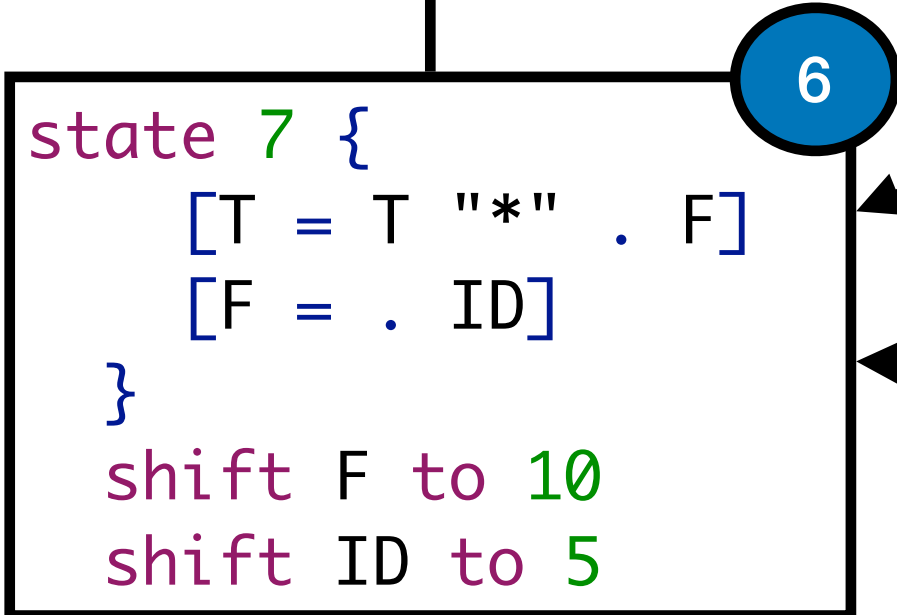 6
state 7 {
[T = T "*" . F]
[F = . ID]
}
shift F to 10
shift ID to 5